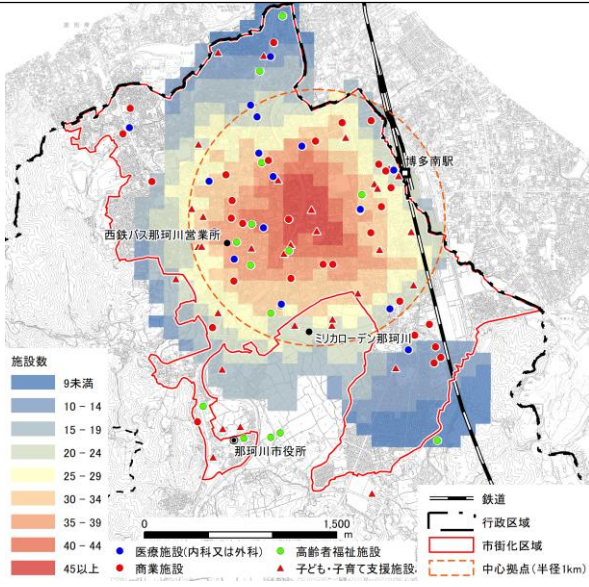 博多南駅
西鉄バス那珂川営業所
ミリカローデン那珂川
那珂川市役所
施設数
9未満
10 - 14
15 - 19
20 - 24
25 - 29
30 - 34
35 - 39
40 - 44
45以上
0 1,500
m
医療施設(内科又は外科)
高齢者福祉施設
商業施設
子ども・子育て支援施設
鉄道
行政区域
市街化区域
中心拠点(半径1km)